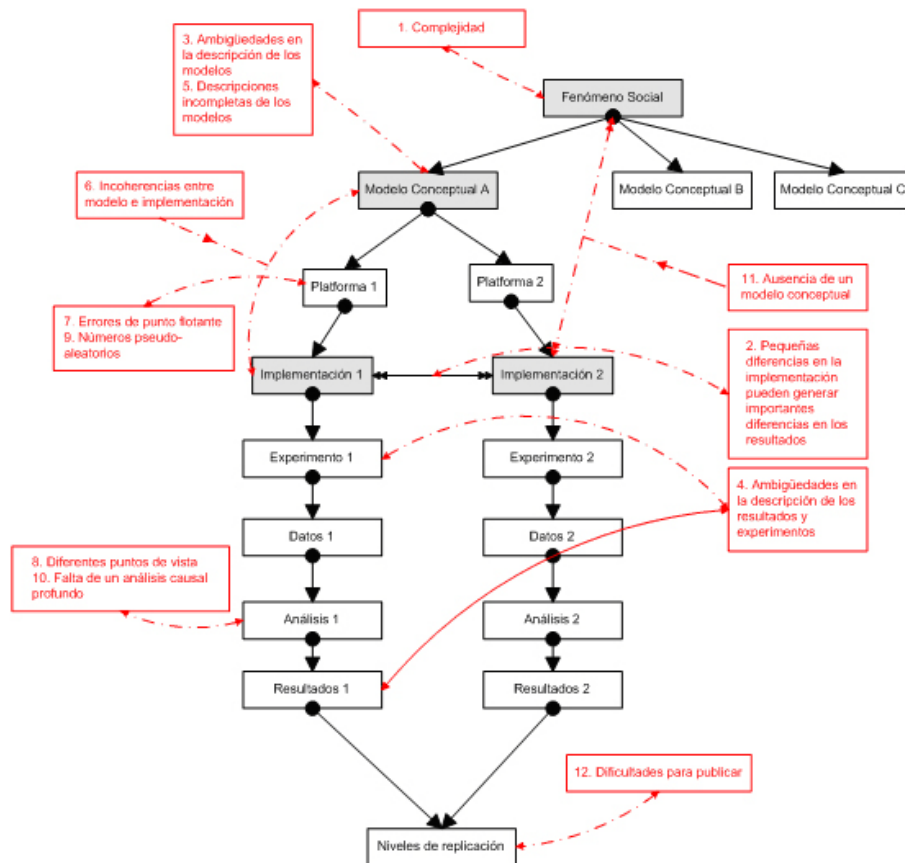 1. Complejidad
3. Ambigüedades en
la descripción de los
modelos
5. Descripciones
incompletas de los
modelos
Fenómeno Social
6. Incoherencias entre
modelo e implementación
Modelo Conceptual A
Modelo Conceptual B
Modelo Conceptual C
Platforma 1
Platforma 2
11. Ausencia de un
modelo conceptual
7. Errores de punto flotante
9. Números pseudo-
aleatorios
Implementación 1
Implementación 2
2. Pequeñas
diferencias en la
implementación
pueden generar
importantes
diferencias en los
resultados
Experimento 1
Experimento 2
4. Ambigüedades en
la descripción de los
resultados y
experimentos
Datos 1
Datos 2
8. Diferentes puntos de vista
10. Falta de un análisis causal
profundo
Análisis 1
Análisis 2
Resultados 1
Resultados 2
12. Dificultades para publicar
Niveles de replicación